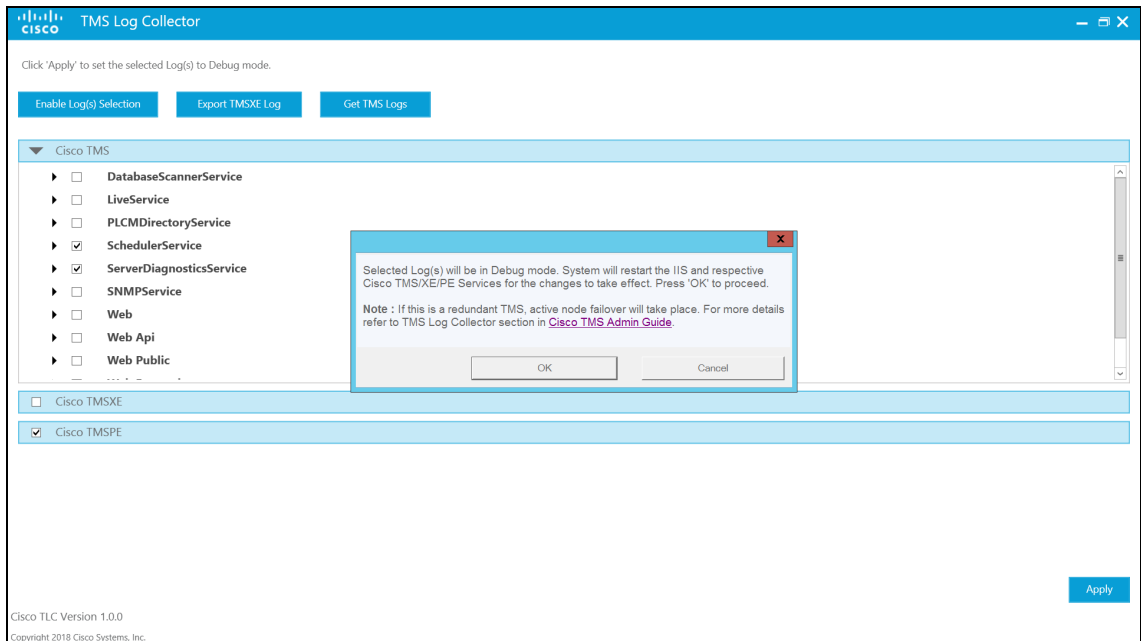 cisco
TMS Log Collector
Click 'Apply' to set the selected Log(s) to Debug mode.
Enable Log(s) Selection
Export TMSXE Log
Get TMS Logs
Cisco TMS
DatabaseScannerService
LiveService
PLCMDirectoryService
SchedulerService
ServerDiagnosticsService
SNMPService
Web
Web Api
Web Public
X
Selected Log(s) will be in Debug mode. System will restart the IIS and respective
Cisco TMS/XE/PE Services for the changes to take effect. Press 'OK' to proceed.
Note : If this is a redundant TMS, active node failover will take place. For more details
refer to TMS Log Collector section in Cisco TMS Admin Guide.
OK
Cancel
Cisco TMSXE
Cisco TMSPE
Apply
Cisco TLC Version 1.0.0
Copyright 2018 Cisco Systems, Inc.